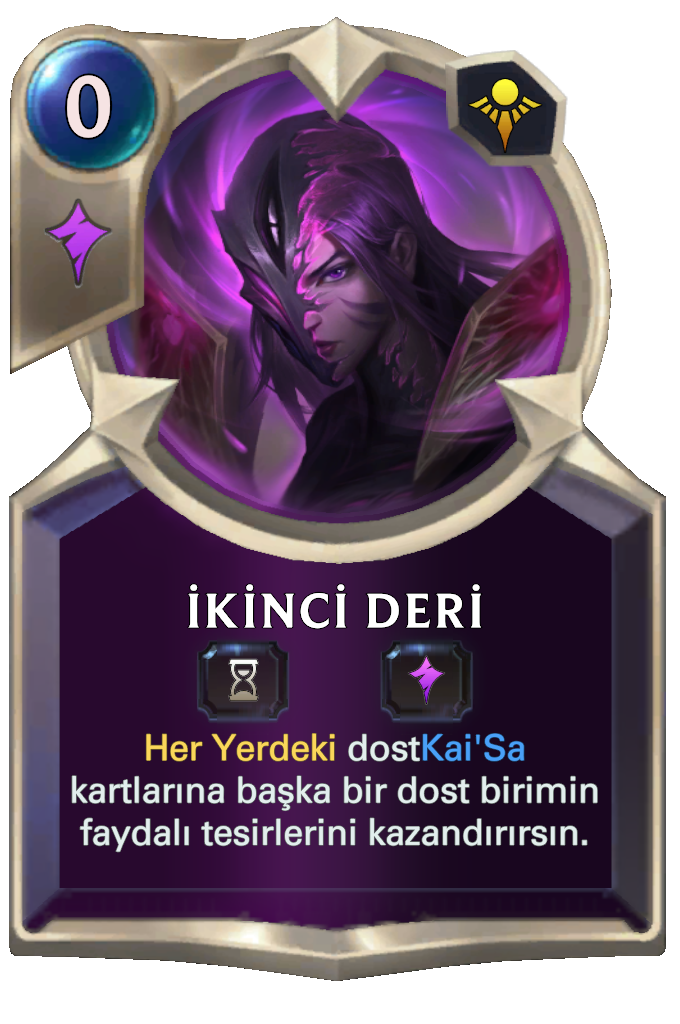 0
İKİNCİ DERİ
Her Yerdeki dostKai'Sa
kartlarına başka bir dost birimin
faydalı tesirlerini kazandırırsın.